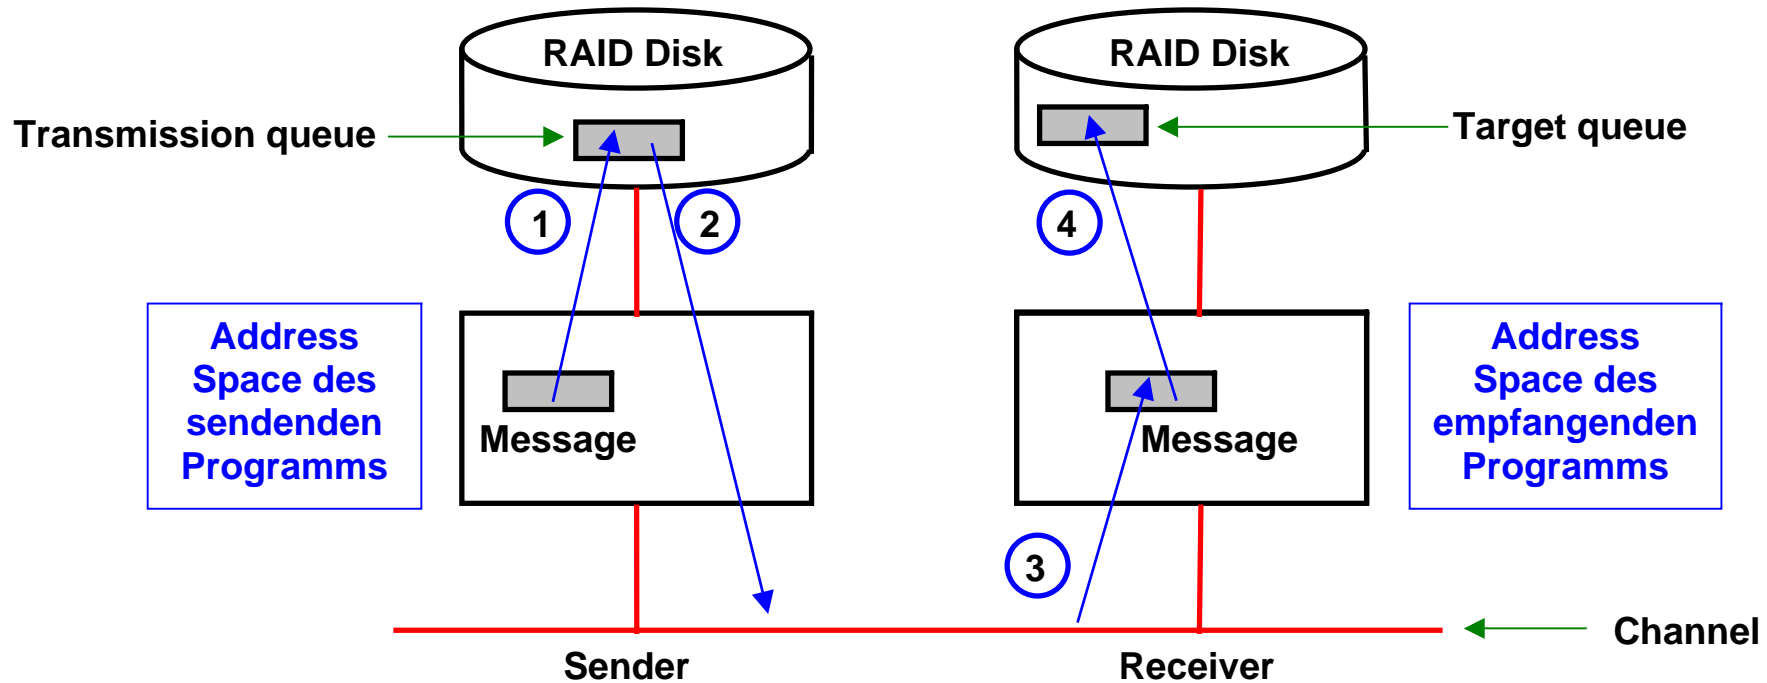 RAID Disk
RAID Disk
Transmission queue
Target queue
1
2
4
Address
Space des
sendenden
Programms
Message
Message
Address
Space des
empfangenden
Programms
3
Channel
Sender
Receiver